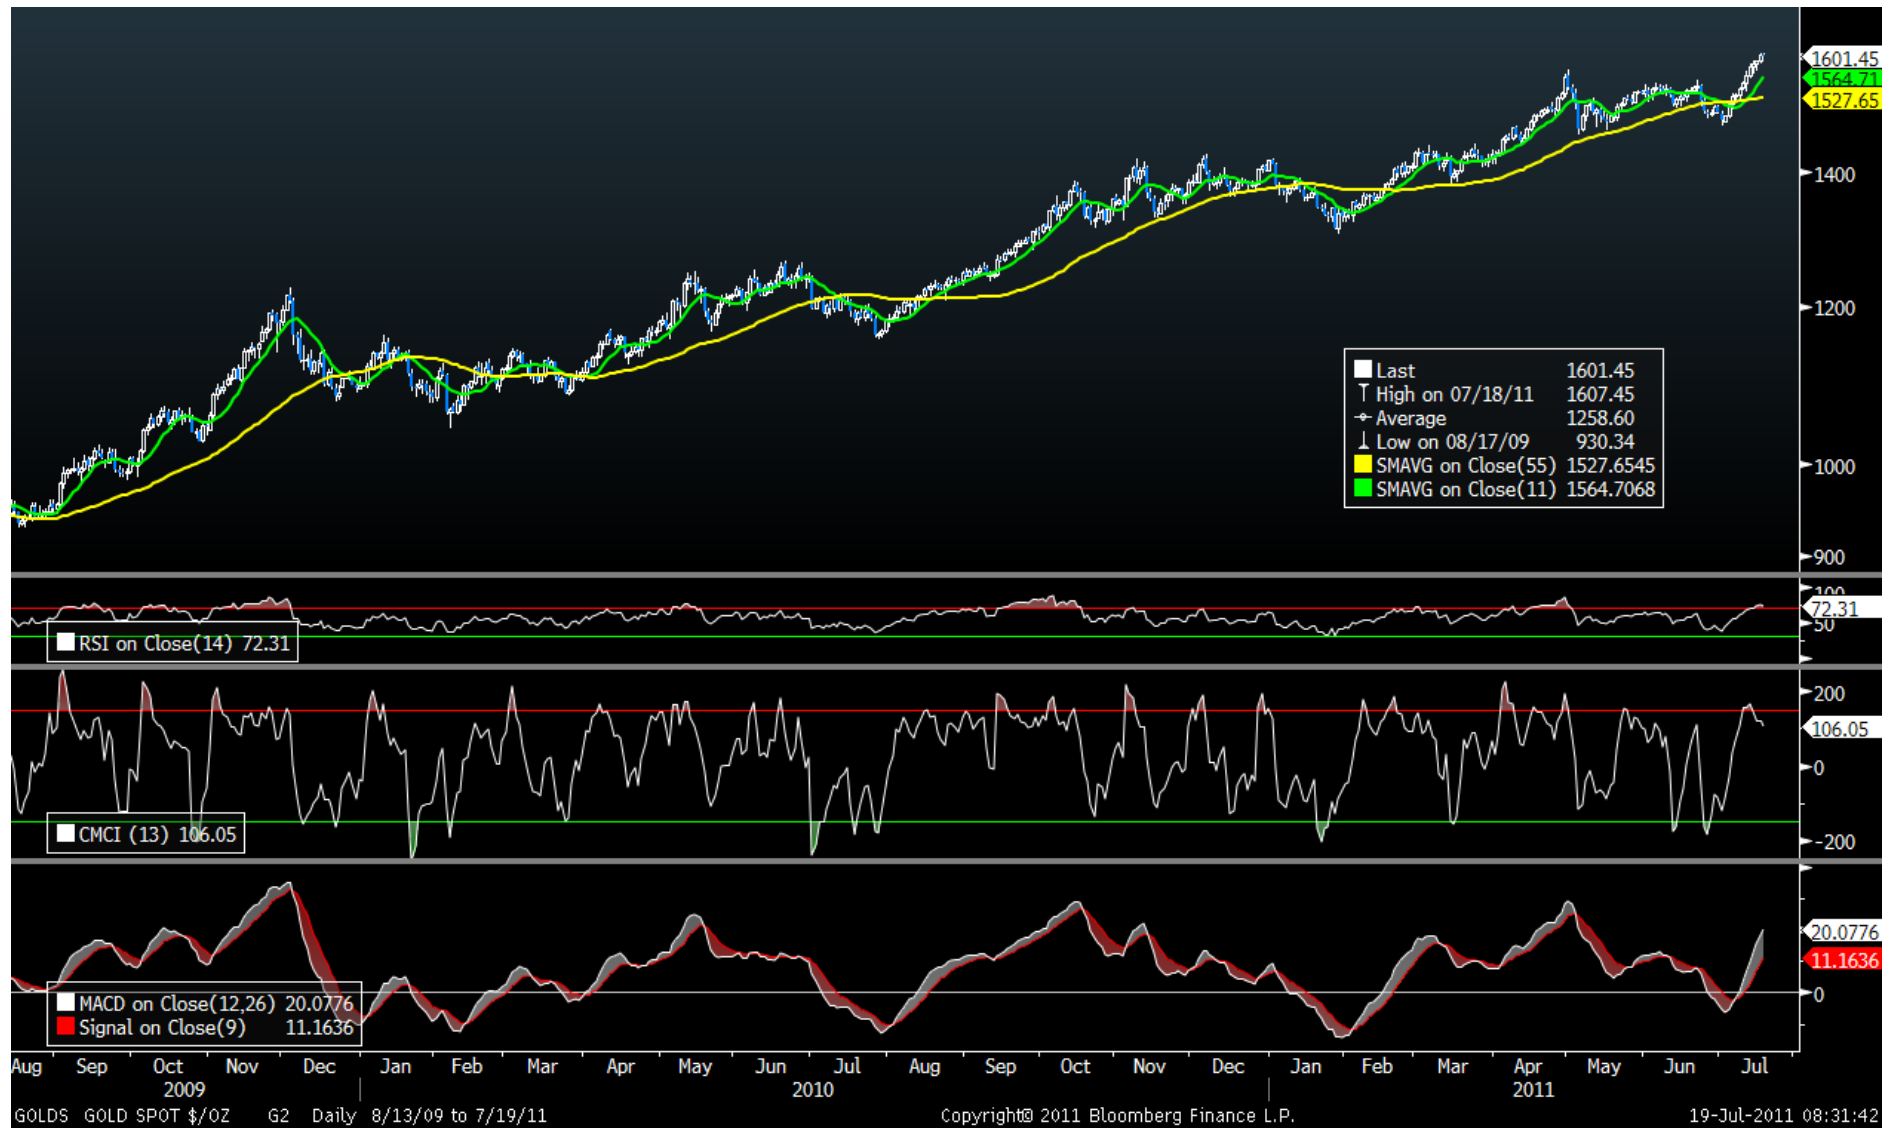 1601.45
1564.71
1527.65
1400
1200
Last 1601.45
High on 07/18/11 1607.45
Average 1258.60
Low on 08/17/09 930.34
SMAVG on Close(55) 1527.6545
SMAVG on Close(11) 1564.7068
1000
900
100
72.31
50
RSI on Close(14) 72.31
200
106.05
0
-200
CMCI (13) 106.05
20.0776
11.1636
0
MACD on Close(12,26) 20.0776
Signal on Close(9) 11.1636
Aug Sep Oct Nov Dec Jan Feb Mar Apr May Jun Jul Aug Sep Oct Nov Dec Jan Feb Mar Apr May Jun Jul
2009 2010 2011
GOLDS GOLD SPOT $/OZ G2 Daily 8/13/09 to 7/19/11 Copyright© 2011 Bloomberg Finance L.P. 19-Jul-2011 08:31:42